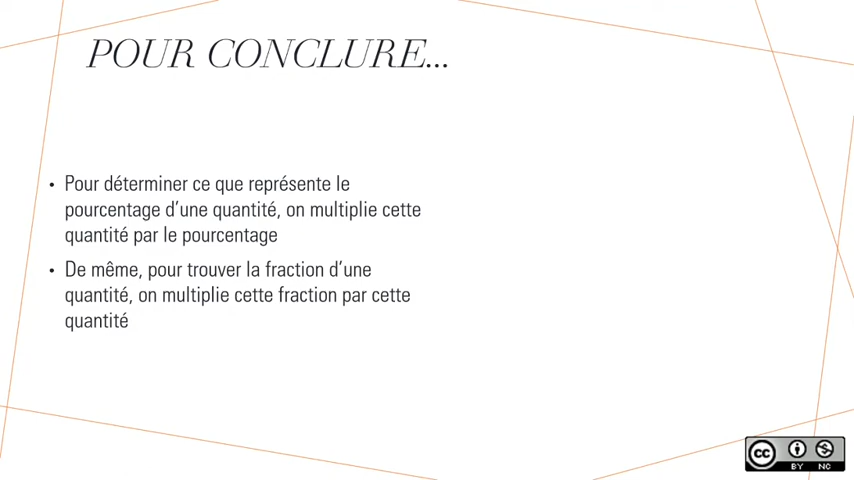 POUR CONCLURE...
• Pour déterminer ce que représente le
pourcentage d’une quantité, on multiplie cette
quantité par le pourcentage
• De même, pour trouver la fraction d’une
quantité, on multiplie cette fraction par cette
quantité
cc
BY NC